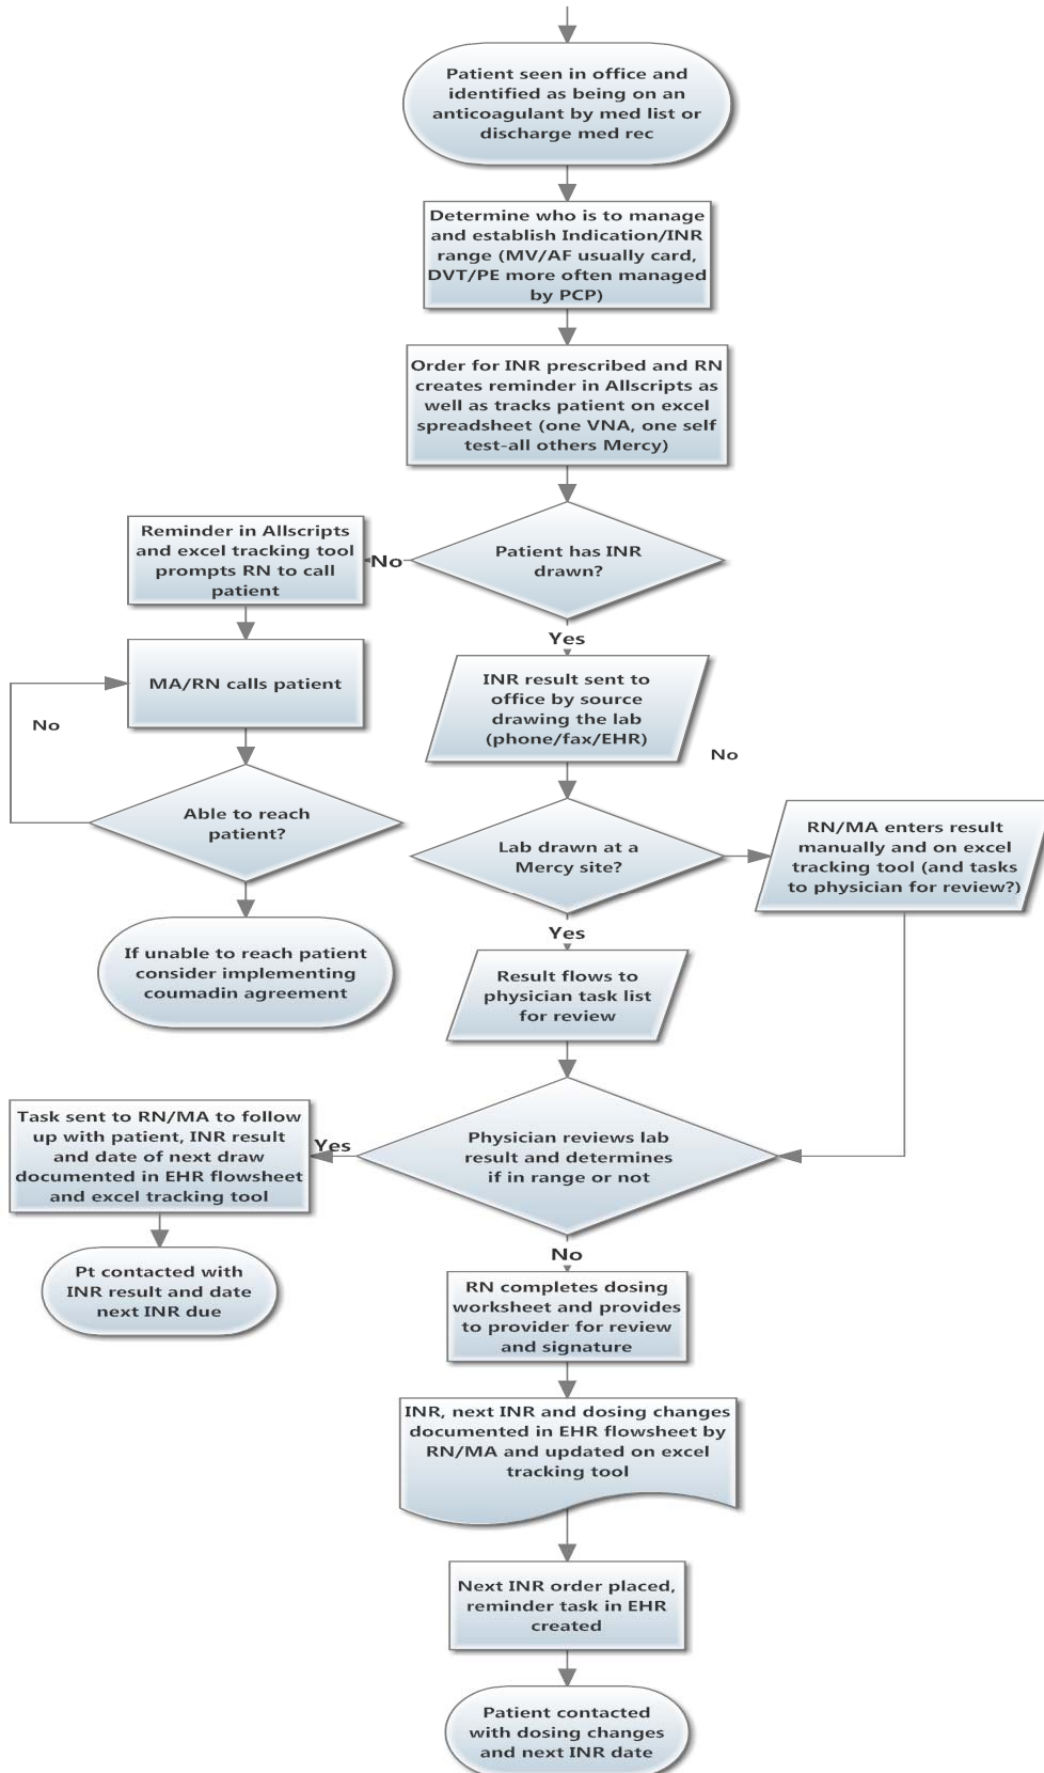 Patient seen in office and
identified as being on an
anticoagulant by med list or
discharge med rec
Determine who is to manage
and establish Indication/INR
range (MV/AF usually card,
DVT/PE more often managed
by PCP)
Order for INR prescribed and RN
creates reminder in Allscripts as
well as tracks patient on excel
spreadsheet (one VNA, one self
test-all others Mercy)
Patient has INR
drawn?
No
Reminder in Allscripts
and excel tracking tool
prompts RN to call
patient
MA/RN calls patient
No
Able to reach
patient?
If unable to reach patient
consider implementing
coumadin agreement
Yes
INR result sent to
office by source
drawing the lab
(phone/fax/EHR)
No
Lab drawn at a
Mercy site?
RN/MA enters result
manually and on excel
tracking tool (and tasks
to physician for review?)
Yes
Result flows to
physician task list
for review
Physician reviews lab
result and determines
if in range or not
Yes
Task sent to RN/MA to follow
up with patient, INR result
and date of next draw
documented in EHR flowsheet
and excel tracking tool
Pt contacted with
INR result and date
next INR due
No
RN completes dosing
worksheet and provides
to provider for review
and signature
INR, next INR and dosing changes
documented in EHR flowsheet by
RN/MA and updated on excel
tracking tool
Next INR order placed,
reminder task in EHR
created
Patient contacted
with dosing changes
and next INR date